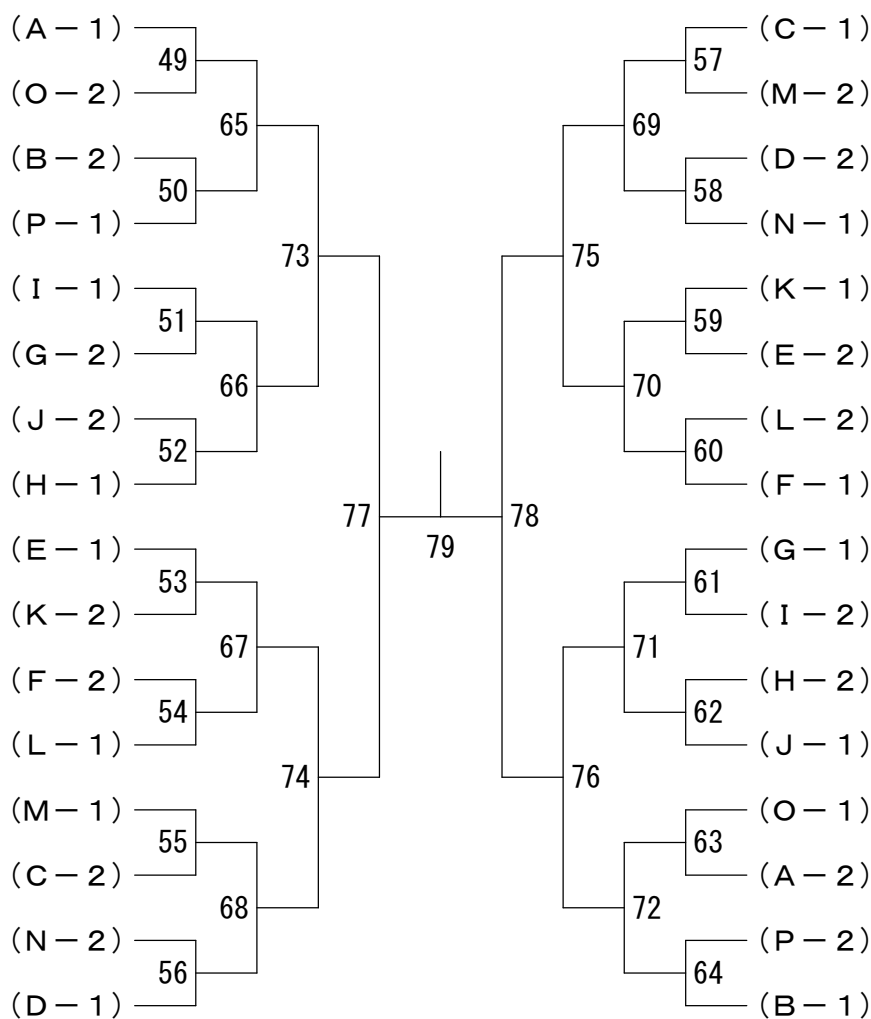 (A－1)
(O－2)
(B－2)
(P－1)
(I－1)
(G－2)
(J－2)
(H－1)
(E－1)
(K－2)
(F－2)
(L－1)
(M－1)
(C－2)
(N－2)
(D－1)
49
50
51
52
53
54
55
56
65
66
67
68
73
74
77
79
78
75
76
69
70
71
72
57
58
59
60
61
62
63
64
(C－1)
(M－2)
(D－2)
(N－1)
(K－1)
(E－2)
(L－2)
(F－1)
(G－1)
(I－2)
(H－2)
(J－1)
(O－1)
(A－2)
(P－2)
(B－1)